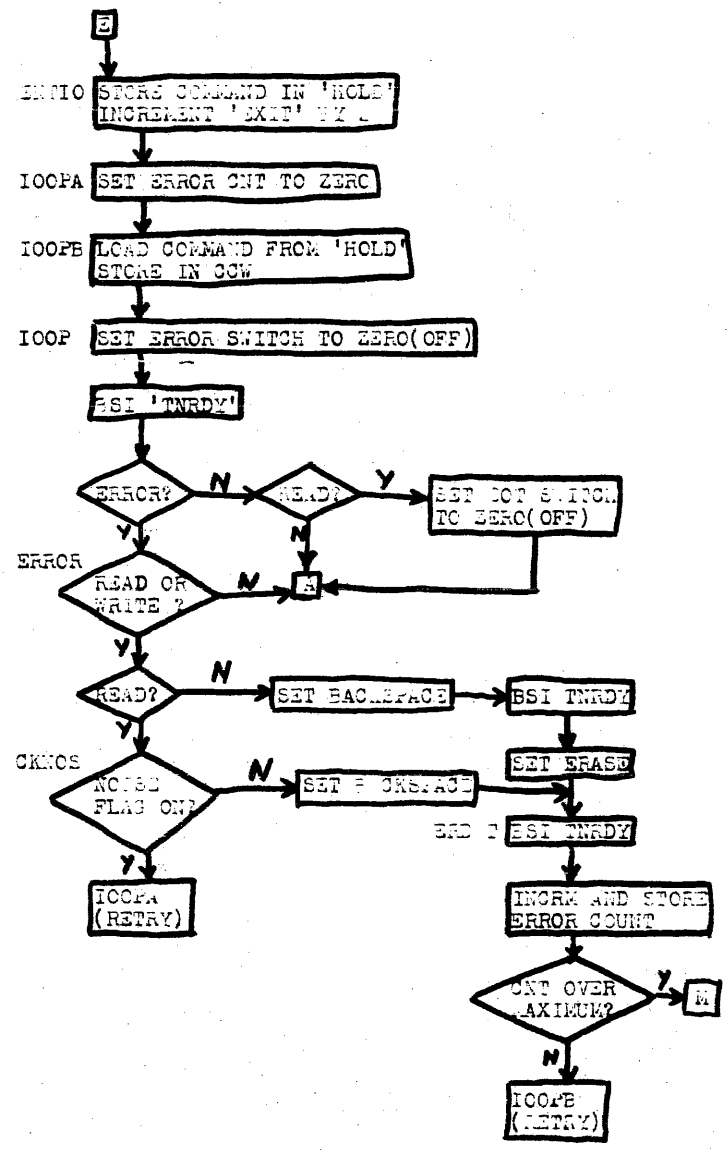 E
STORE COMMAND IN 'HOLD'
INCREMENT 'EXIT' BY
IOOPA SET ERROR CNT TO ZERO
IOOPB LOAD COMMAND FROM 'HOLD'
STORE IN CCW
IOOP SET ERROR SWITCH TO ZERO(OFF)
BSI 'TNRDY'
ERROR? N READ? Y SET EOT SWITCH
TO ZERO(OFF)
Y N
ERROR
READ OR
WRITE ? N A
Y
READ? N SET BACKSPACE BSI TNRDY
Y
SET ERASE
CKNOS
NOISE
FLAG ON? N SET BACKSPACE
BSI TNRDY
Y
IOOPA
(RETRY)
INCRM AND STORE
ERROR COUNT
CNT OVER
MAXIMUM? Y M
N
IOOPB
(RETRY)